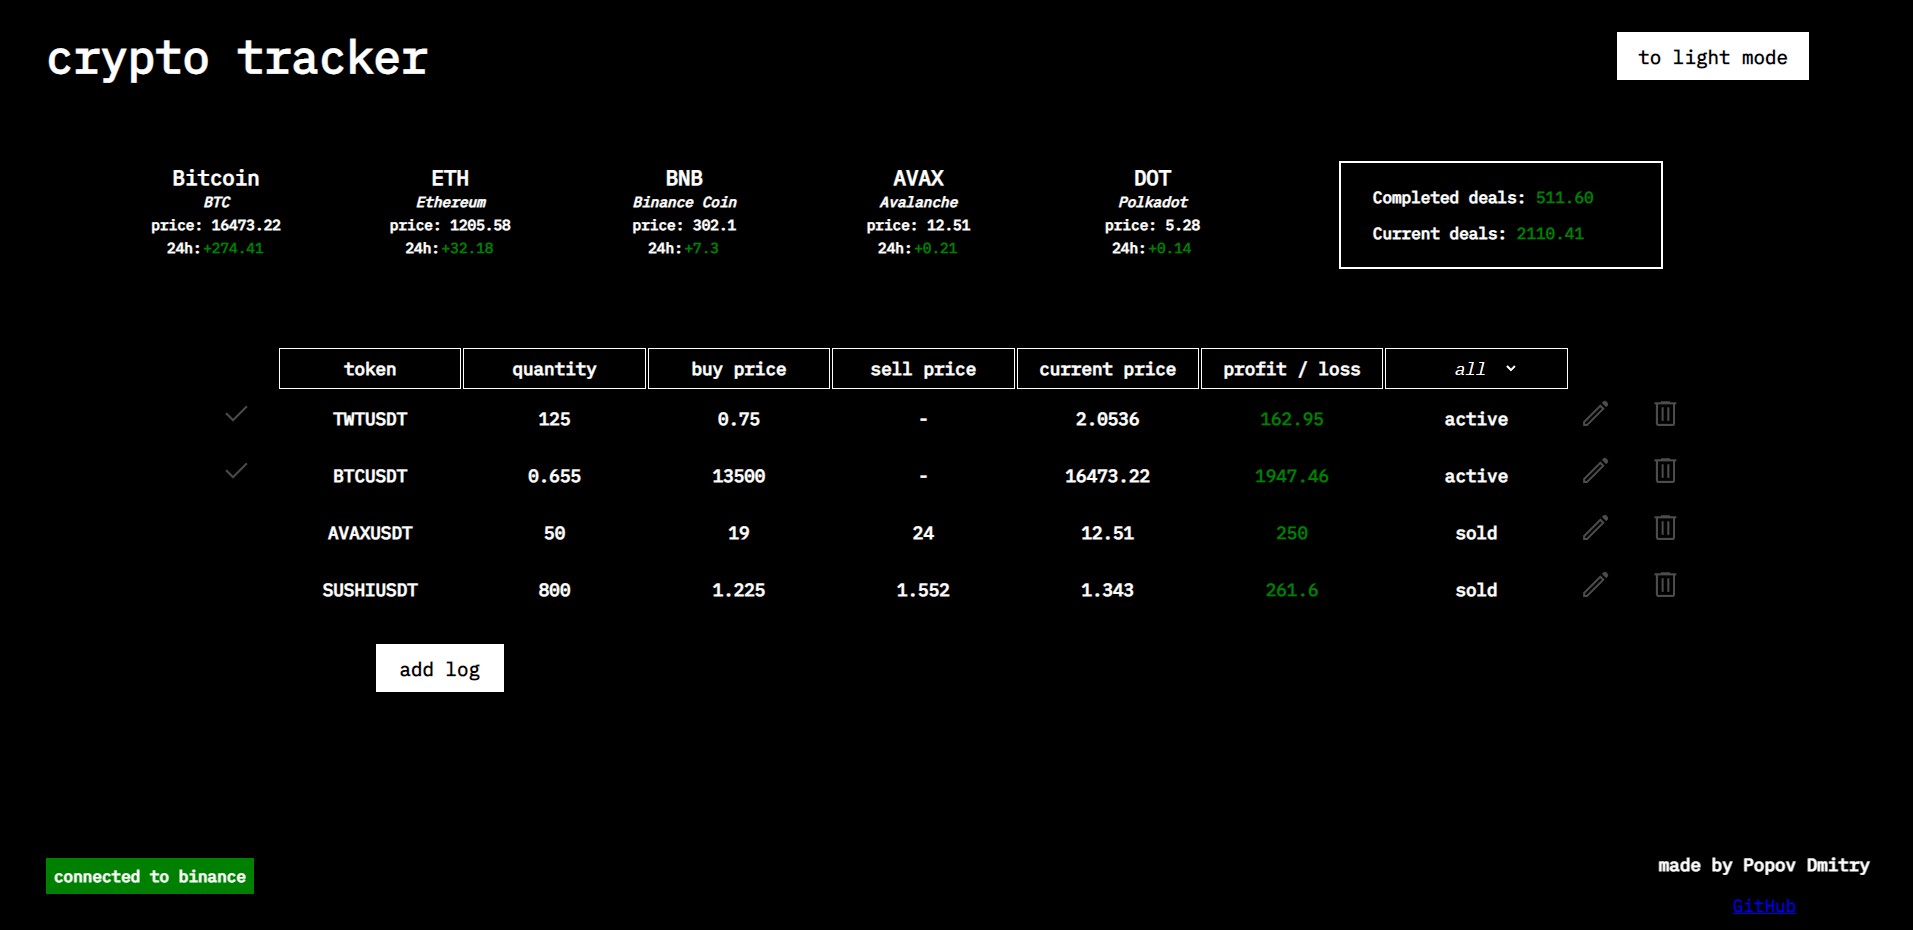 crypto tracker
to light mode
Bitcoin
BTC
price: 16473.22
24h:+274.41
ETH
Ethereum
price: 1205.58
24h:+32.18
BNB
Binance Coin
price: 302.1
24h:+7.3
AVAX
Avalanche
price: 12.51
24h:+0.21
DOT
Polkadot
price: 5.28
24h:+0.14
Completed deals: 511.60
Current deals: 2110.41
token quantity buy price sell price current price profit / loss all
TWTUSDT 125 0.75 - 2.0536 162.95 active
BTCUSDT 0.655 13500 - 16473.22 1947.46 active
AVAXUSDT 50 19 24 12.51 250 sold
SUSHIUSDT 800 1.225 1.552 1.343 261.6 sold
add log
connected to binance
made by Popov Dmitry
GitHub